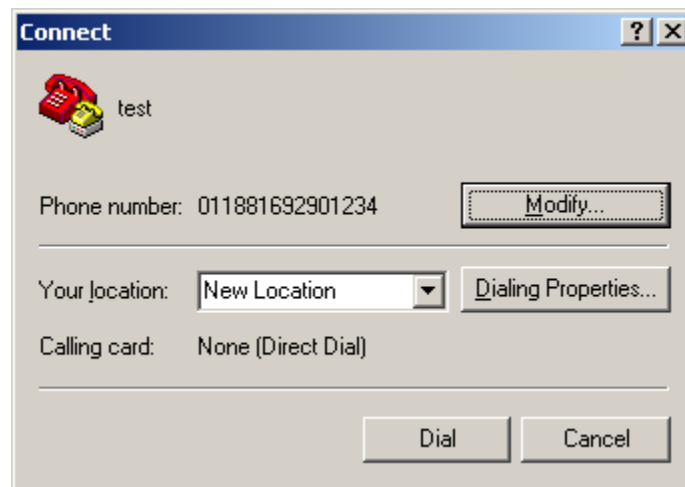 Connect
test
Phone number: 011881692901234 Modify...
Your location: New Location Dialing Properties...
Calling card: None (Direct Dial)
Dial Cancel